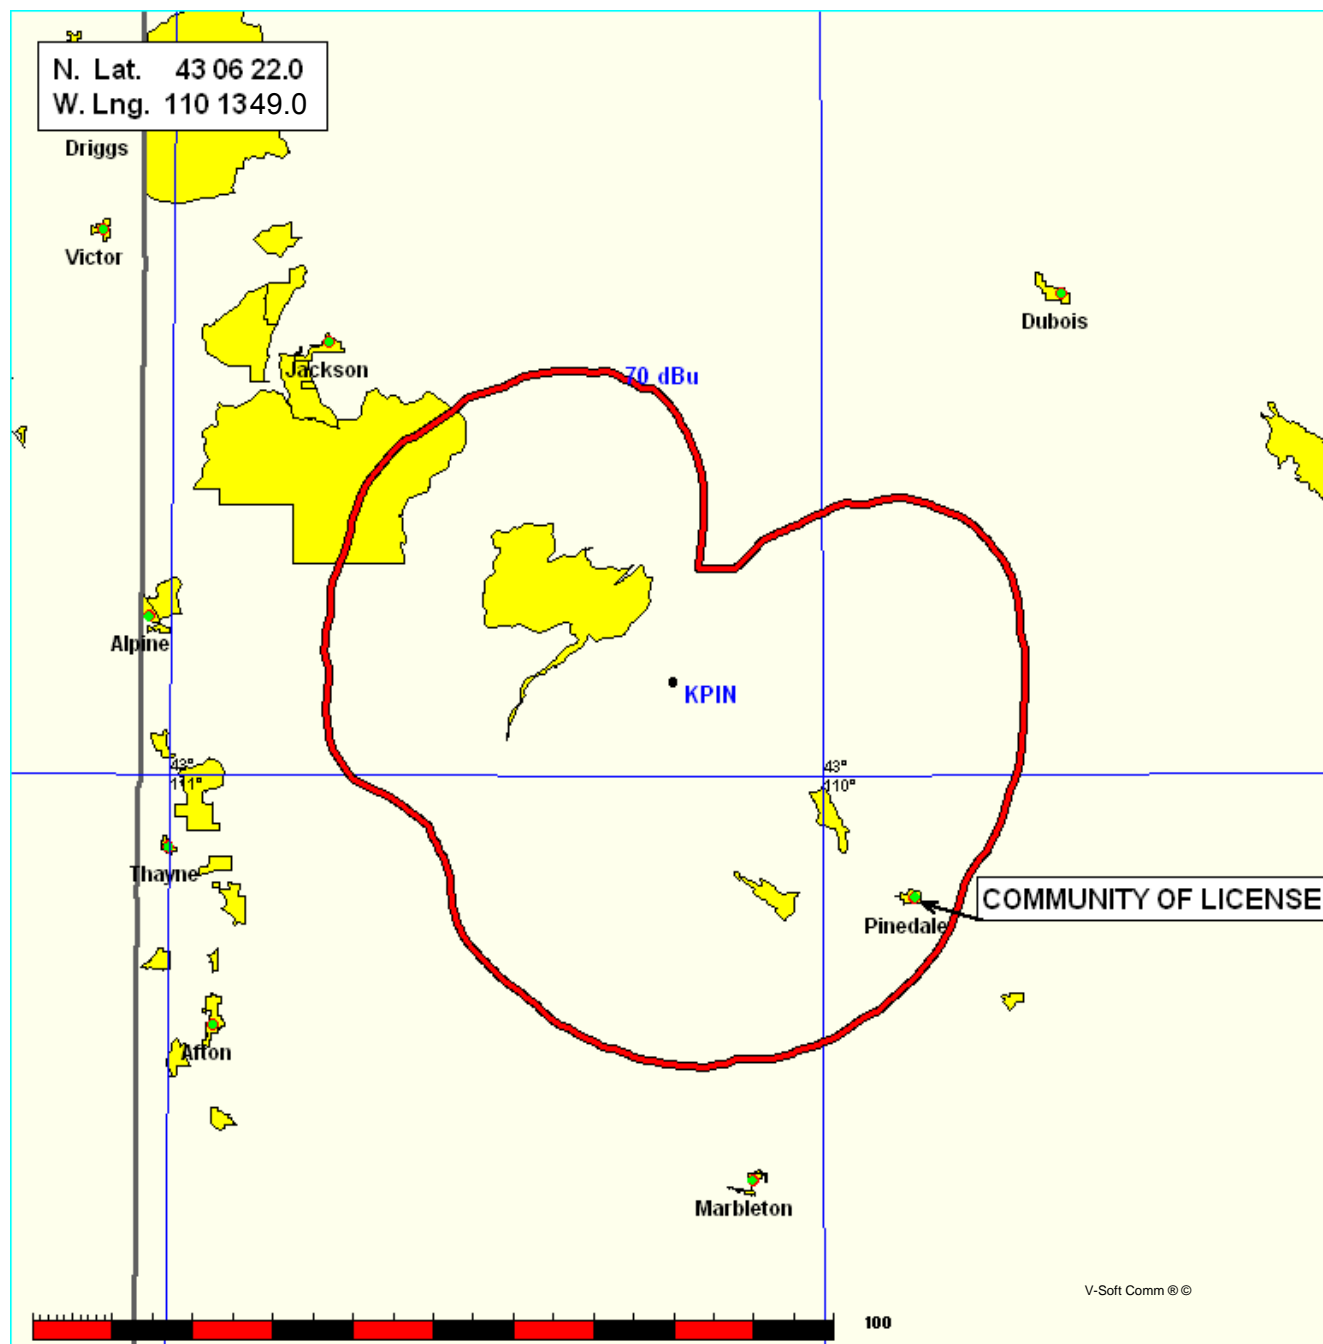 N. Lat. 43 06 22.0
W. Lng. 110 1349.0
Driggs
Victor
Dubois
Jackson
70 dBu
Alpine
KPIN
43°
111°
43°
110°
Thayne
COMMUNITY OF LICENSE
Pinedale
Afton
Marbleton
V-Soft Comm ® ©
100